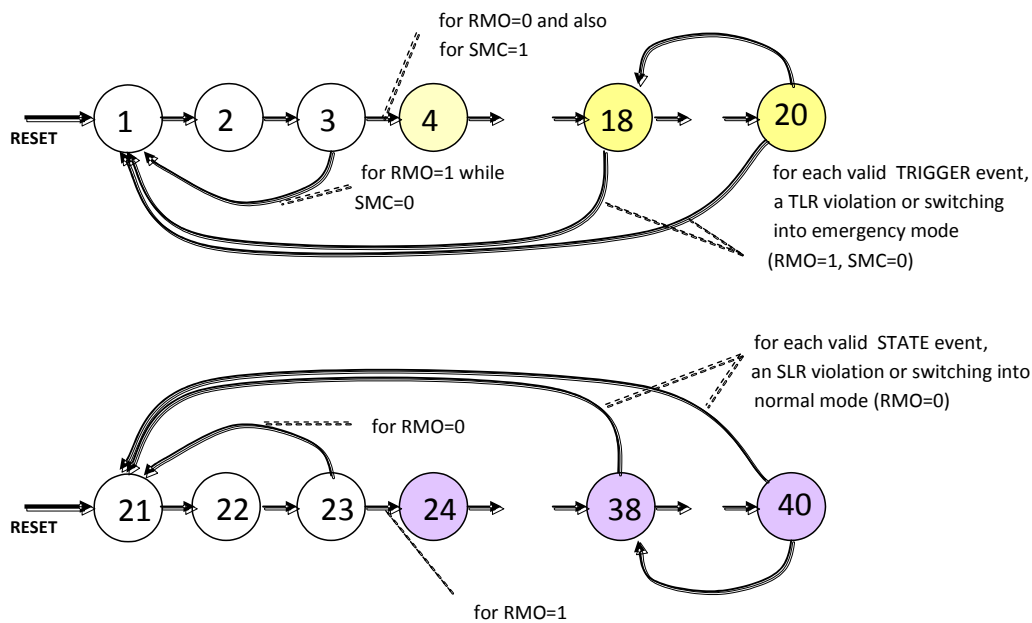 for RMO=0 and also
for SMC=1
1
2
3
4
18
20
RESET
for RMO=1 while
SMC=0
for each valid TRIGGER event,
a TLR violation or switching
into emergency mode
(RMO=1, SMC=0)
for each valid STATE event,
an SLR violation or switching into
normal mode (RMO=0)
for RMO=0
21
22
23
24
38
40
RESET
for RMO=1